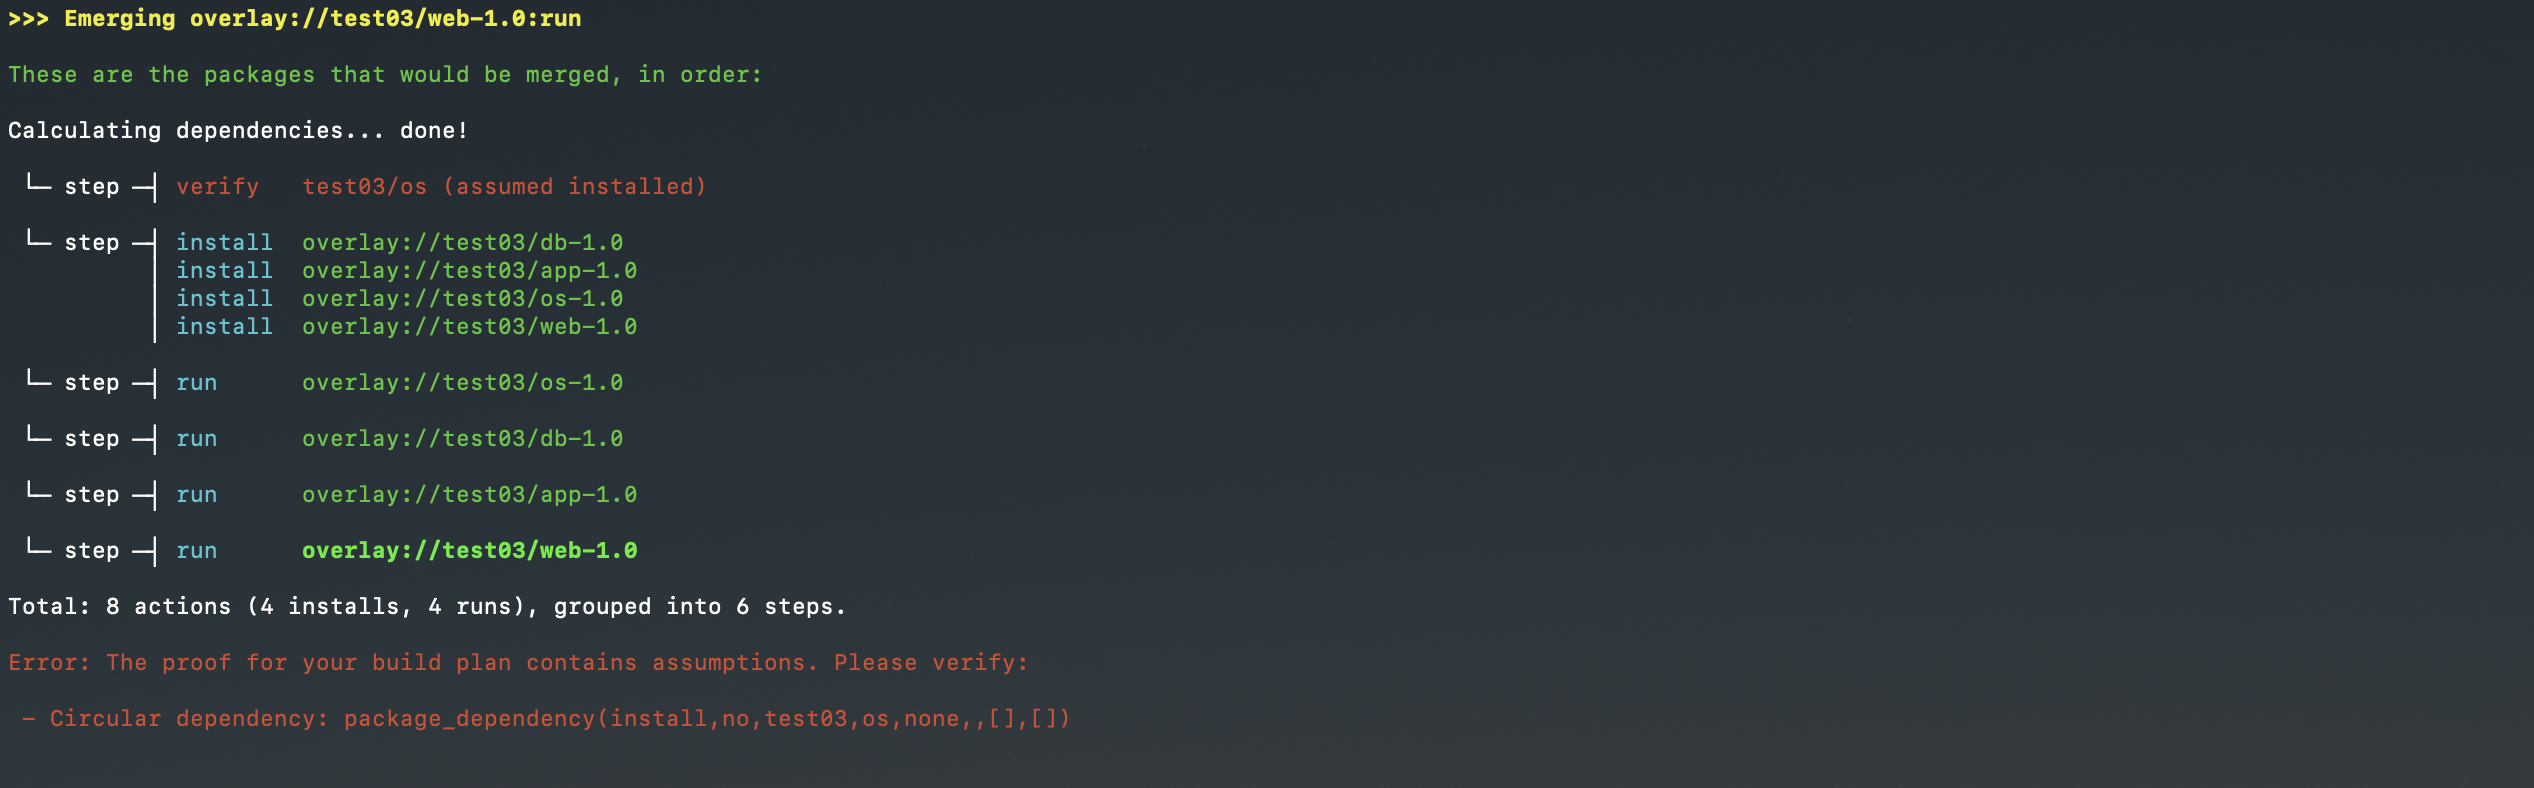 >>> Emerging overlay://test03/web-1.0:run
These are the packages that would be merged, in order:
Calculating dependencies... done!
└─ step ─┤ verify   test03/os (assumed installed)
└─ step ─┤ install  overlay://test03/db-1.0
         │ install  overlay://test03/app-1.0
         │ install  overlay://test03/os-1.0
         │ install  overlay://test03/web-1.0
└─ step ─┤ run      overlay://test03/os-1.0
└─ step ─┤ run      overlay://test03/db-1.0
└─ step ─┤ run      overlay://test03/app-1.0
└─ step ─┤ run      overlay://test03/web-1.0
Total: 8 actions (4 installs, 4 runs), grouped into 6 steps.
Error: The proof for your build plan contains assumptions. Please verify:
- Circular dependency: package_dependency(install,no,test03,os,none,,[],[])